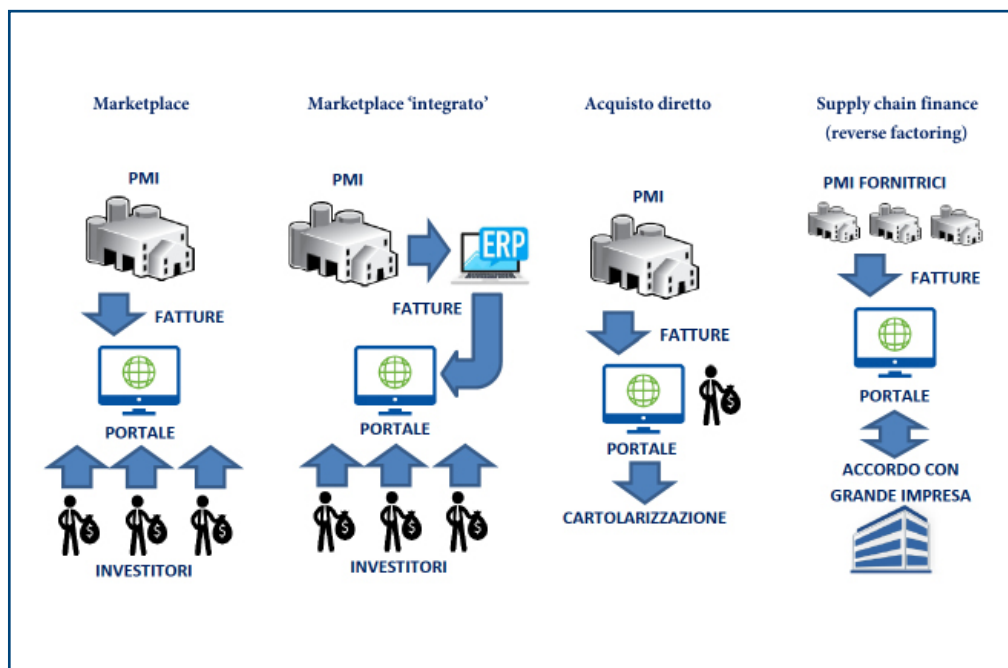 Marketplace
PMI
FATTURE
PORTALE
INVESTITORI
Marketplace ‘integrato’
PMI
ERP
FATTURE
PORTALE
INVESTITORI
Acquisto diretto
PMI
FATTURE
PORTALE
CARTOLARIZZAZIONE
Supply chain finance
(reverse factoring)
PMI FORNITRICI
FATTURE
PORTALE
ACCORDO CON
GRANDE IMPRESA